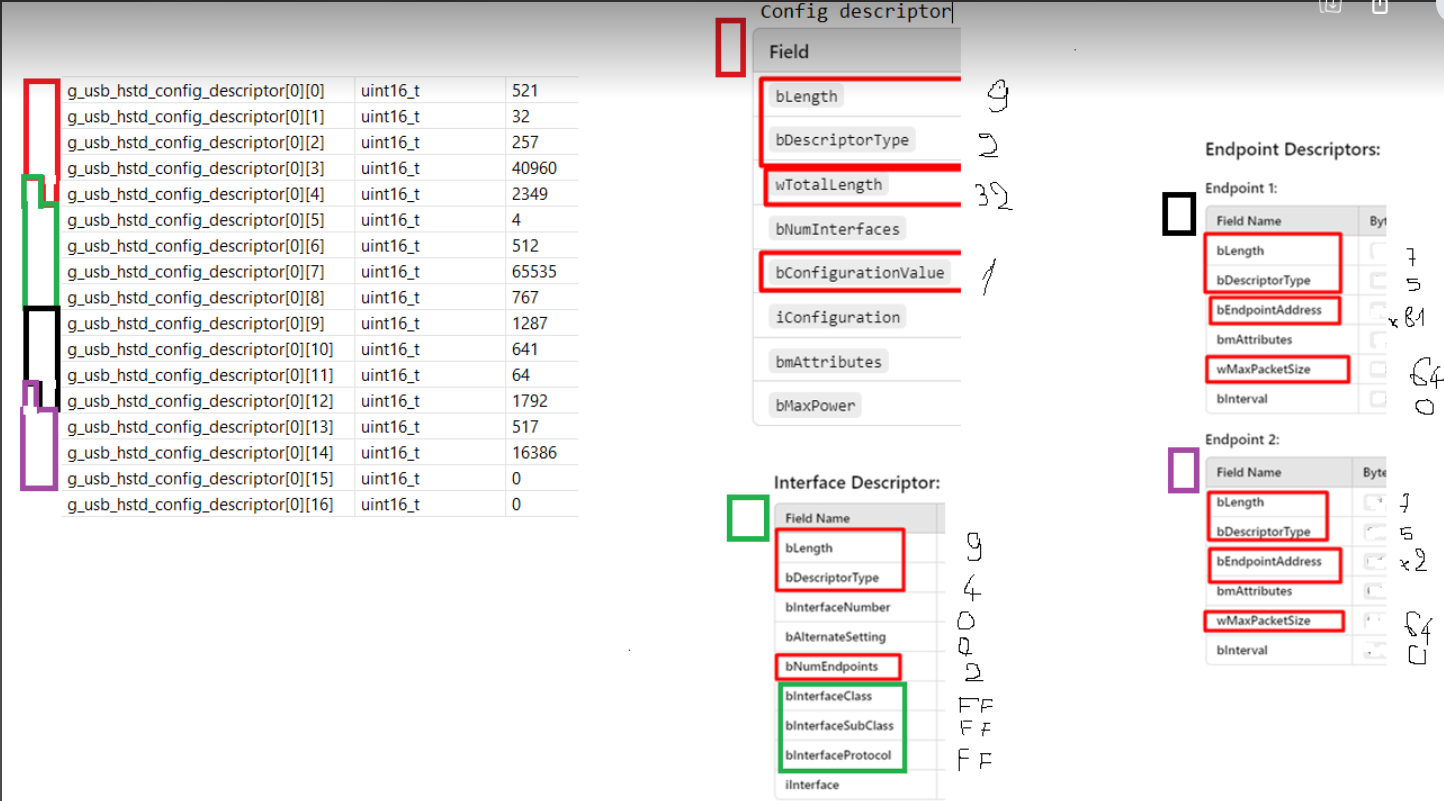 g_usb_hstd_config_descriptor[0][0] uint16_t 521
g_usb_hstd_config_descriptor[0][1] uint16_t 32
g_usb_hstd_config_descriptor[0][2] uint16_t 257
g_usb_hstd_config_descriptor[0][3] uint16_t 40960
g_usb_hstd_config_descriptor[0][4] uint16_t 2349
g_usb_hstd_config_descriptor[0][5] uint16_t 4
g_usb_hstd_config_descriptor[0][6] uint16_t 512
g_usb_hstd_config_descriptor[0][7] uint16_t 65535
g_usb_hstd_config_descriptor[0][8] uint16_t 767
g_usb_hstd_config_descriptor[0][9] uint16_t 1287
g_usb_hstd_config_descriptor[0][10] uint16_t 641
g_usb_hstd_config_descriptor[0][11] uint16_t 64
g_usb_hstd_config_descriptor[0][12] uint16_t 1792
g_usb_hstd_config_descriptor[0][13] uint16_t 517
g_usb_hstd_config_descriptor[0][14] uint16_t 16386
g_usb_hstd_config_descriptor[0][15] uint16_t 0
g_usb_hstd_config_descriptor[0][16] uint16_t 0
Config descriptor
Field
bLength 9
bDescriptorType 2
wTotalLength 32
bNumInterfaces
bConfigurationValue 1
iConfiguration
bmAttributes
bMaxPower
Interface Descriptor:
Field Name
bLength 9
bDescriptorType 4
bInterfaceNumber 0
bAlternateSetting 0
bNumEndpoints 2
bInterfaceClass FF
bInterfaceSubClass FF
bInterfaceProtocol FF
iInterface
Endpoint Descriptors:
Endpoint 1:
Field Name Byt
bLength 7
bDescriptorType 5
bEndpointAddress x81
bmAttributes
wMaxPacketSize 64
bInterval 0
Endpoint 2:
Field Name Byte
bLength 7
bDescriptorType 5
bEndpointAddress x2
bmAttributes
wMaxPacketSize 64
bInterval 0